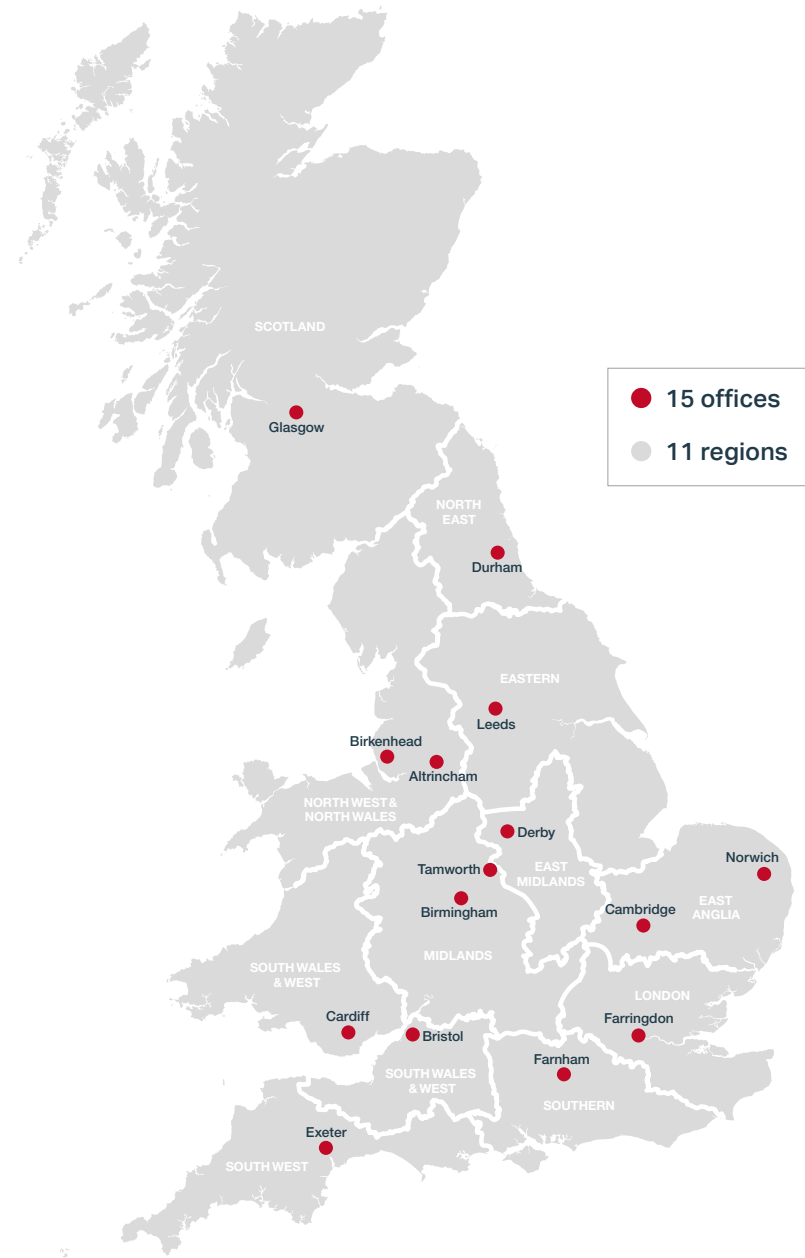 SCOTLAND
15 offices
11 regions
Glasgow
NORTH
EAST
Durham
EASTERN
Leeds
Birkenhead
Altrincham
NORTH WEST &
NORTH WALES
Derby
Tamworth
EAST
MIDLANDS
Norwich
Birmingham
Cambridge
EAST
ANGLIA
MIDLANDS
SOUTH WALES
& WEST
LONDON
Cardiff
Farringdon
Bristol
Farnham
SOUTH WALES
& WEST
SOUTHERN
Exeter
SOUTH WEST